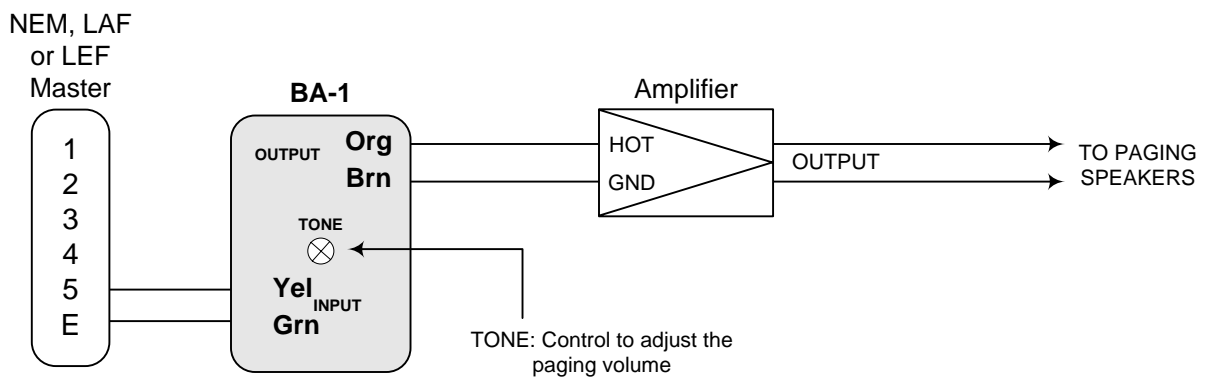 NEM, LAF
or LEF
Master
1
2
3
4
5
E
BA-1
OUTPUT
Org
Brn
TONE
Yel
INPUT
Grn
Amplifier
HOT
GND
OUTPUT
TO PAGING
SPEAKERS
TONE: Control to adjust the
paging volume